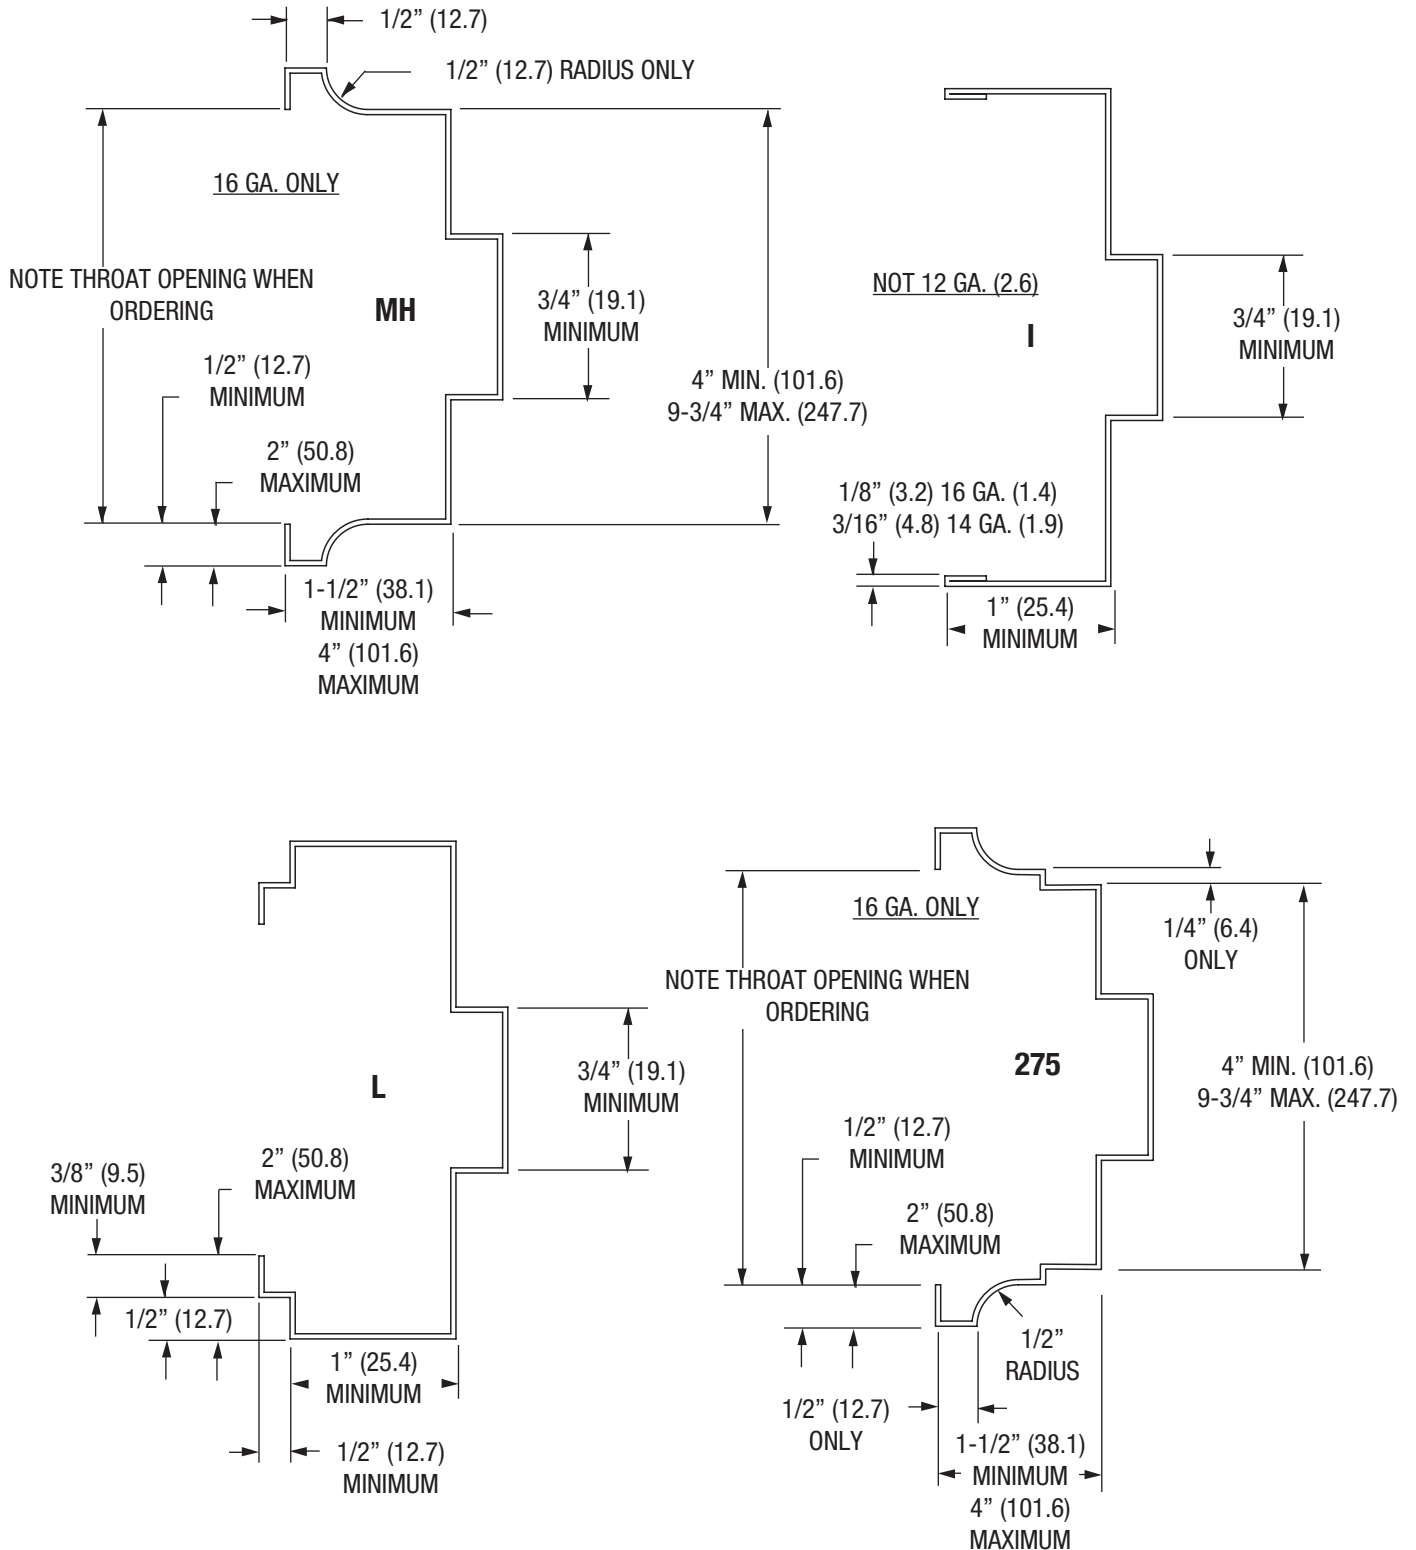 1/2” (12.7)
1/2” (12.7) RADIUS ONLY
16 GA. ONLY
NOTE THROAT OPENING WHEN
ORDERING
MH
3/4” (19.1)
MINIMUM
1/2” (12.7)
MINIMUM
4” MIN. (101.6)
9-3/4” MAX. (247.7)
2” (50.8)
MAXIMUM
1-1/2” (38.1)
MINIMUM
4” (101.6)
MAXIMUM
NOT 12 GA. (2.6)
I
3/4” (19.1)
MINIMUM
1/8” (3.2) 16 GA. (1.4)
3/16” (4.8) 14 GA. (1.9)
1” (25.4)
MINIMUM
L
3/4” (19.1)
MINIMUM
3/8” (9.5)
MINIMUM
2” (50.8)
MAXIMUM
1/2” (12.7)
1” (25.4)
MINIMUM
1/2” (12.7)
MINIMUM
16 GA. ONLY
1/4” (6.4)
ONLY
NOTE THROAT OPENING WHEN
ORDERING
275
4” MIN. (101.6)
9-3/4” MAX. (247.7)
1/2” (12.7)
MINIMUM
2” (50.8)
MAXIMUM
1/2”
RADIUS
1/2” (12.7)
ONLY
1-1/2” (38.1)
MINIMUM
4” (101.6)
MAXIMUM